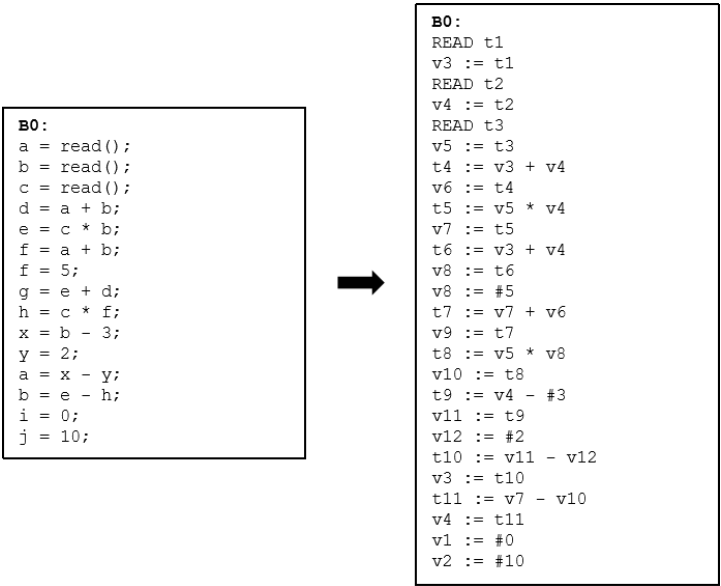 B0:
a = read();
b = read();
c = read();
d = a + b;
e = c * b;
f = a + b;
f = 5;
g = e + d;
h = c * f;
x = b - 3;
y = 2;
a = x - y;
b = e - h;
i = 0;
j = 10;
B0:
READ t1
v3 := t1
READ t2
v4 := t2
READ t3
v5 := t3
t4 := v3 + v4
v6 := t4
t5 := v5 * v4
v7 := t5
t6 := v3 + v4
v8 := t6
v8 := #5
t7 := v7 + v6
v9 := t7
t8 := v5 * v8
v10 := t8
t9 := v4 - #3
v11 := t9
v12 := #2
t10 := v11 - v12
v3 := t10
t11 := v7 - v10
v4 := t11
v1 := #0
v2 := #10